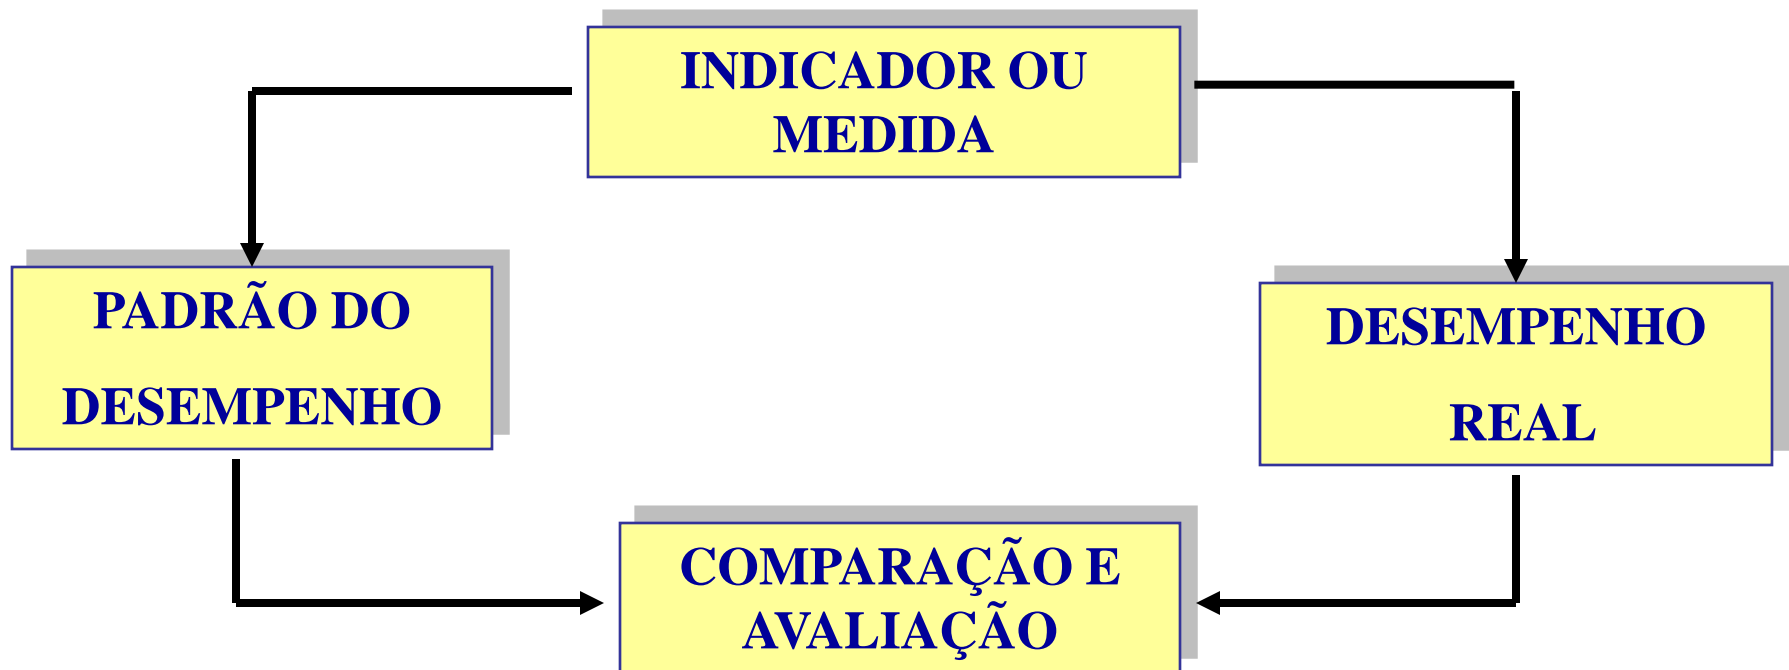 INDICADOR OU
MEDIDA
PADRÃO DO
DESEMPENHO
DESEMPENHO
REAL
COMPARAÇÃO E
AVALIAÇÃO